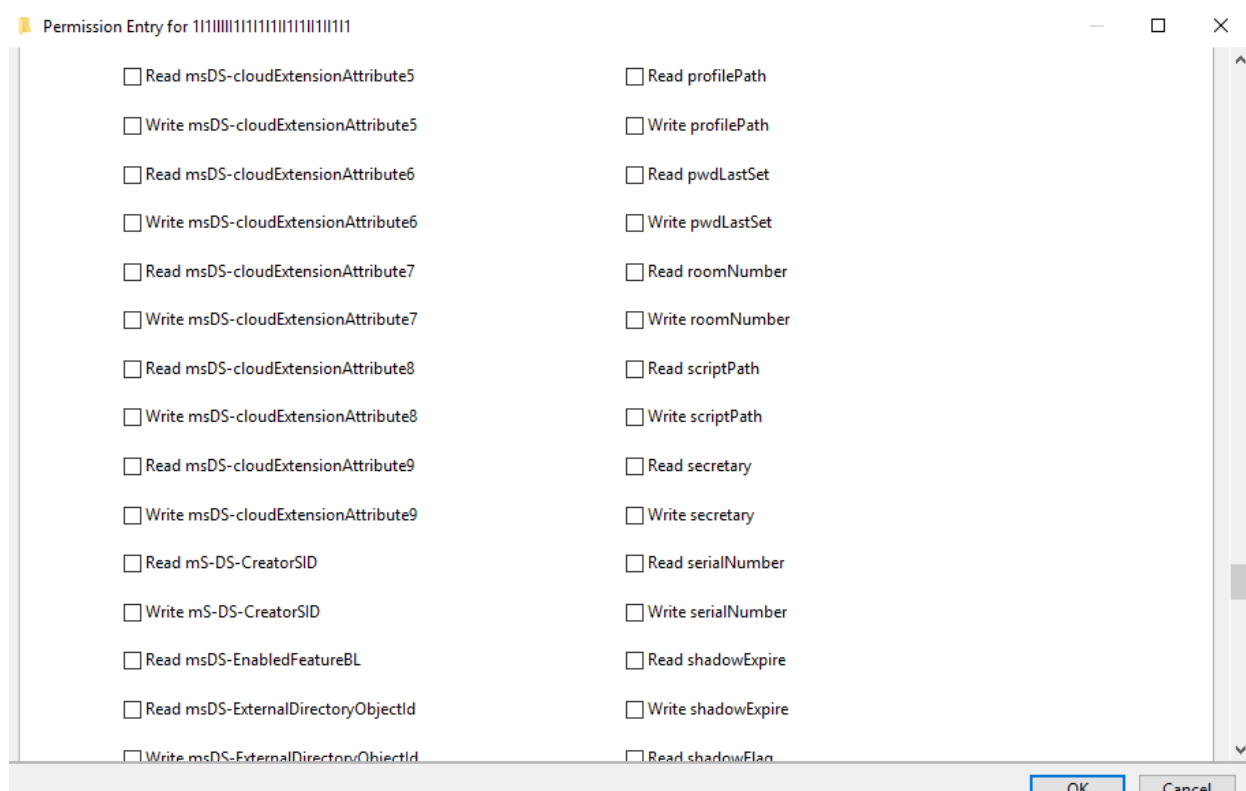 Permission Entry for
Read msDS-cloudExtensionAttribute5 Read profilePath
Write msDS-cloudExtensionAttribute5 Write profilePath
Read msDS-cloudExtensionAttribute6 Read pwdLastSet
Write msDS-cloudExtensionAttribute6 Write pwdLastSet
Read msDS-cloudExtensionAttribute7 Read roomNumber
Write msDS-cloudExtensionAttribute7 Write roomNumber
Read msDS-cloudExtensionAttribute8 Read scriptPath
Write msDS-cloudExtensionAttribute8 Write scriptPath
Read msDS-cloudExtensionAttribute9 Read secretary
Write msDS-cloudExtensionAttribute9 Write secretary
Read mS-DS-CreatorSID Read serialNumber
Write mS-DS-CreatorSID Write serialNumber
Read msDS-EnabledFeatureBL Read shadowExpire
Read msDS-ExternalDirectoryObjectId Write shadowExpire
Write msDS-ExternalDirectoryObjectId Read shadowFlag
OK Cancel